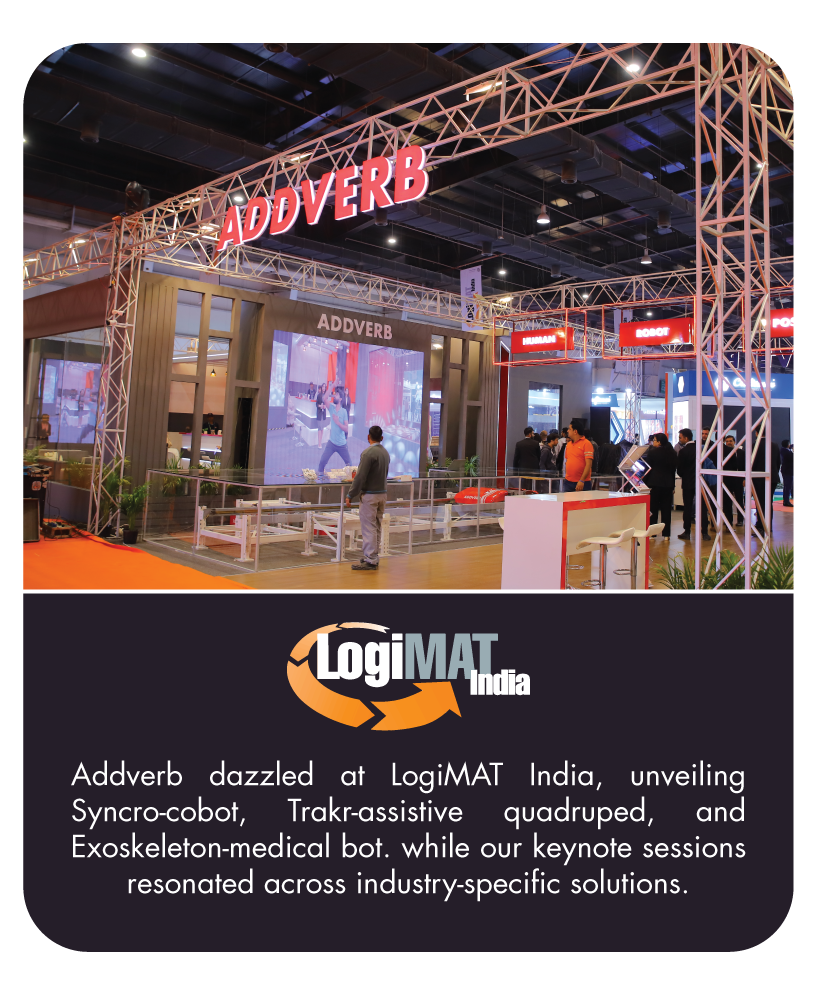 ADDVERB
ADDVERB
HUMAN
ROBOT
LogiMAT
India
Addverb dazzled at LogiMAT India, unveiling
Syncro-cobot, Trakr-assistive quadruped, and
Exoskeleton-medical bot. while our keynote sessions
resonated across industry-specific solutions.